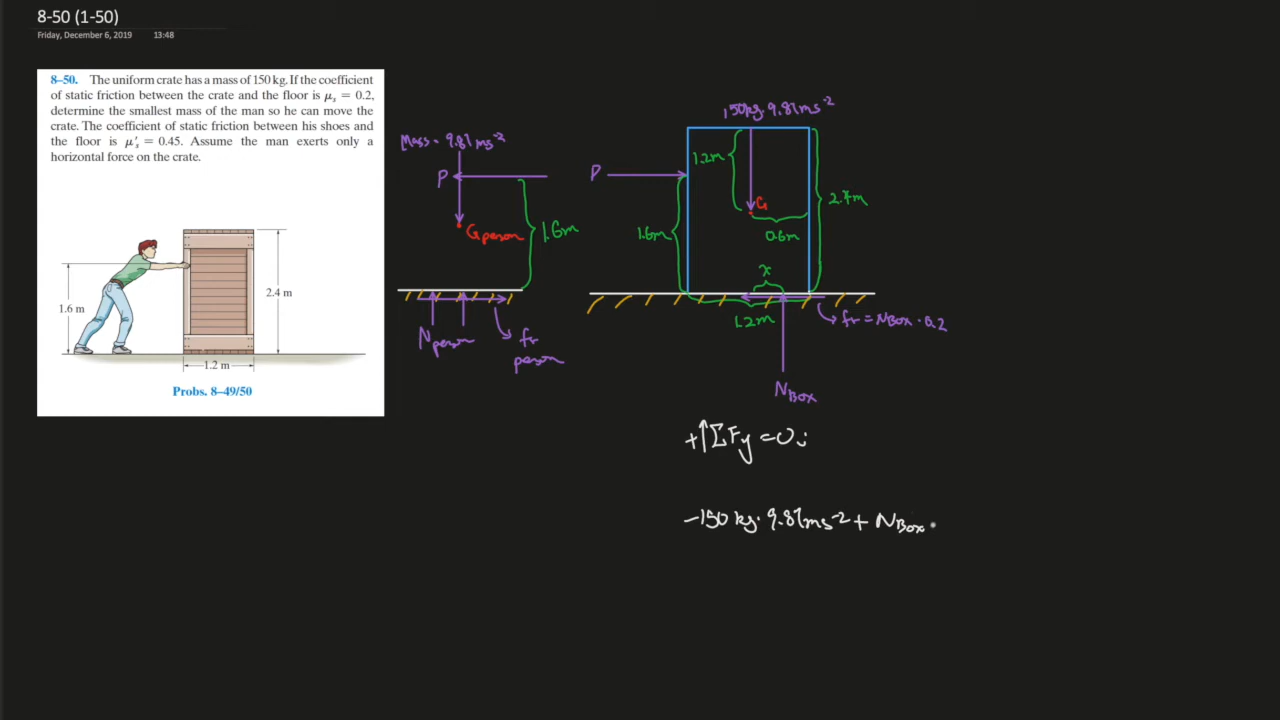 8-50 (1-50)
Friday, December 6, 2019 13:48
8–50. The uniform crate has a mass of 150 kg. If the coefficient
of static friction between the crate and the floor is μs = 0.2,
determine the smallest mass of the man so he can move the
crate. The coefficient of static friction between his shoes and
the floor is μ's = 0.45. Assume the man exerts only a
horizontal force on the crate.
1.6 m
2.4 m
1.2 m
Probs. 8–49/50
Mass · 9.81 ms⁻²
P
G person
1.6m
N person
fr person
150kg·9.81ms⁻²
P
1.2m
G
2.4m
1.6m
0.6m
x
1.2m
fr = NBox · 0.2
NBox
+↑ΣFy = 0;
-150 kg · 9.81ms⁻² + NBox